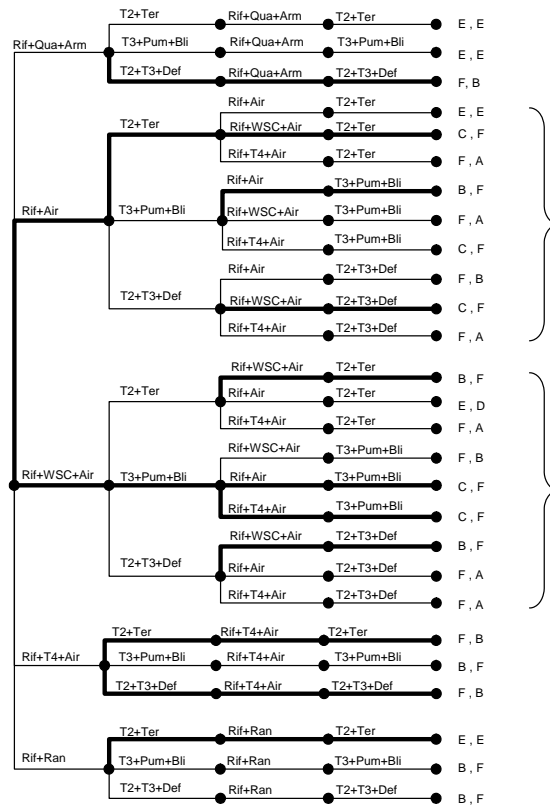 T2+Ter Rif+Qua+Arm T2+Ter E , E
Rif+Qua+Arm T3+Pum+Bli Rif+Qua+Arm T3+Pum+Bli E , E
T2+T3+Def Rif+Qua+Arm T2+T3+Def F, B
Rif+Air T2+Ter E , E
T2+Ter Rif+WSC+Air T2+Ter C , F
Rif+T4+Air T2+Ter F , A
Rif+Air T3+Pum+Bli B , F
Rif+Air T3+Pum+Bli Rif+WSC+Air T3+Pum+Bli F , A
Rif+T4+Air T3+Pum+Bli C , F
Rif+Air T2+T3+Def F , B
T2+T3+Def Rif+WSC+Air T2+T3+Def C , F
Rif+T4+Air T2+T3+Def F , A
Rif+WSC+Air T2+Ter B , F
T2+Ter Rif+Air T2+Ter E , D
Rif+T4+Air T2+Ter F , A
Rif+WSC+Air T3+Pum+Bli F , B
Rif+WSC+Air T3+Pum+Bli Rif+Air T3+Pum+Bli C , F
Rif+T4+Air T3+Pum+Bli C , F
Rif+WSC+Air T2+T3+Def B , F
T2+T3+Def Rif+Air T2+T3+Def F , A
Rif+T4+Air T2+T3+Def F , A
T2+Ter Rif+T4+Air T2+Ter F , B
Rif+T4+Air T3+Pum+Bli Rif+T4+Air T3+Pum+Bli B , F
T2+T3+Def Rif+T4+Air T2+T3+Def F , B
T2+Ter Rif+Ran T2+Ter E , E
Rif+Ran T3+Pum+Bli Rif+Ran T3+Pum+Bli B , F
T2+T3+Def Rif+Ran T2+T3+Def B , F